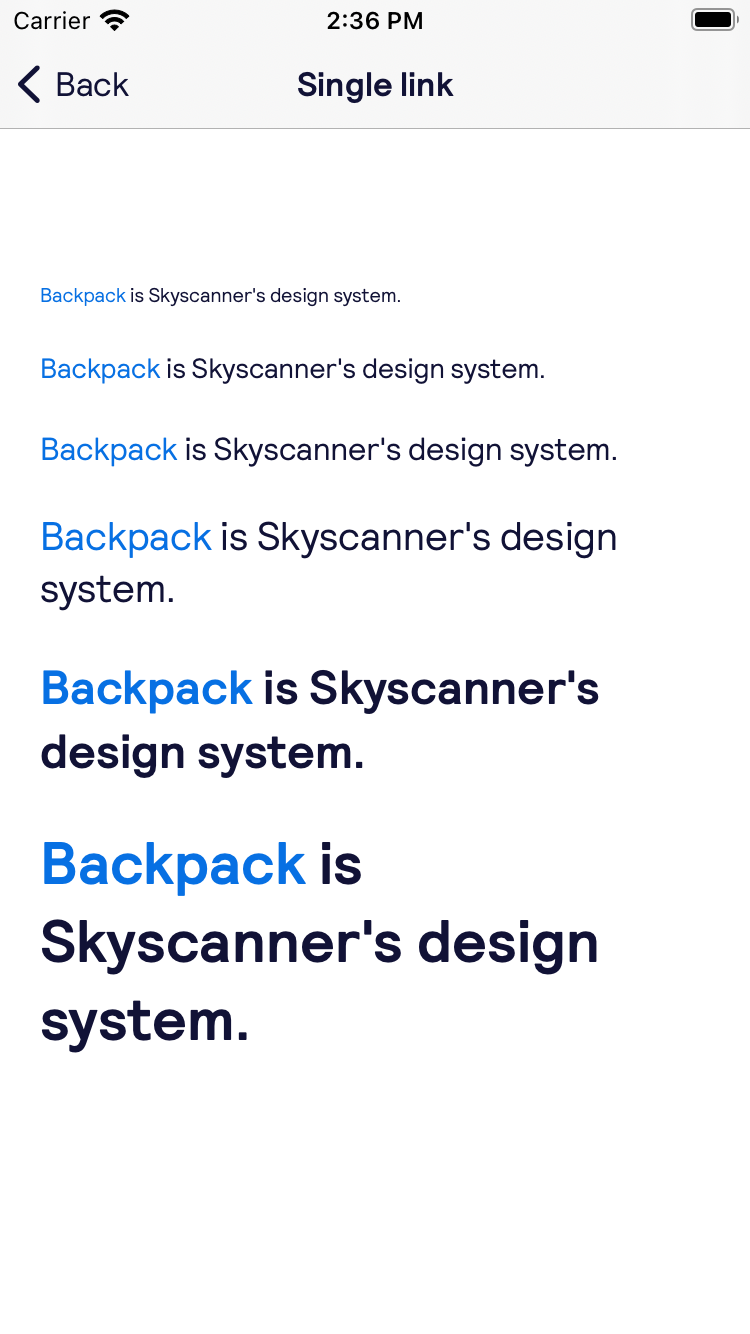 Carrier 2:36 PM
Back Single link
Backpack is Skyscanner's design system.
Backpack is Skyscanner's design system.
Backpack is Skyscanner's design system.
Backpack is Skyscanner's design
system.
Backpack is Skyscanner's
design system.
Backpack is
Skyscanner's design
system.